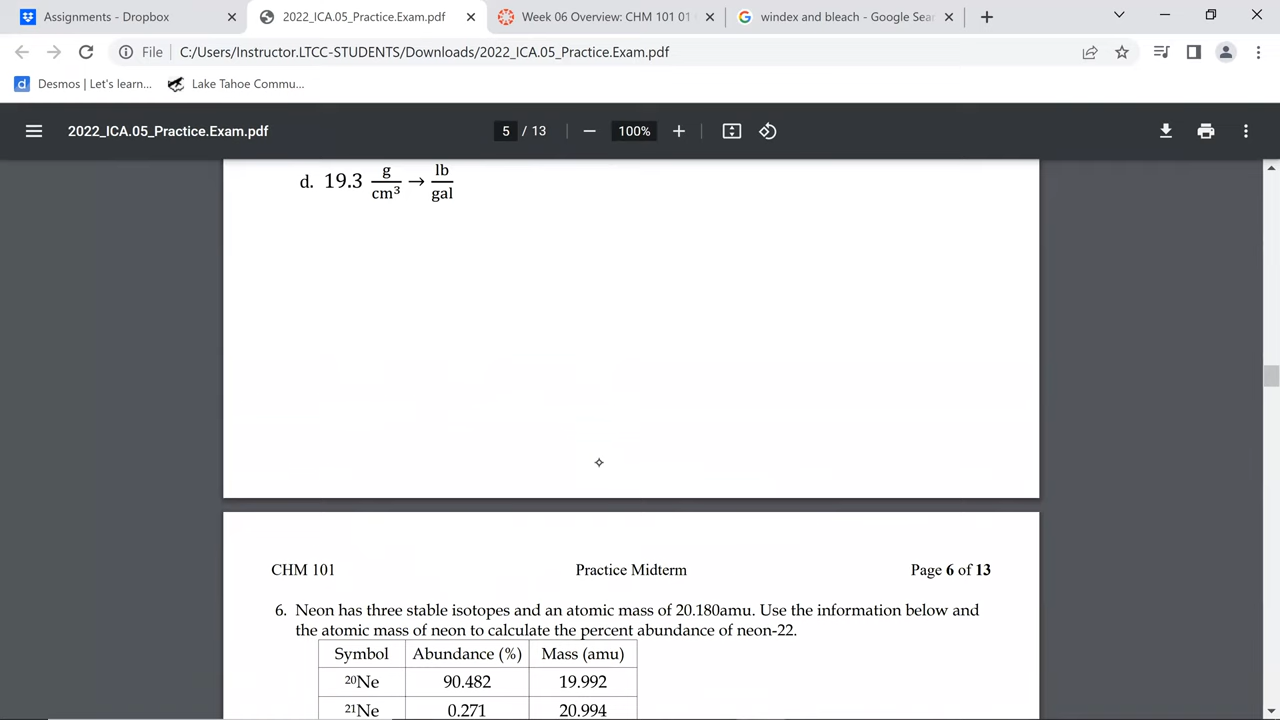 Assignments - Dropbox
2022_ICA.05_Practice.Exam.pdf
Week 06 Overview: CHM 101 01
windex and bleach - Google Sea
File C:/Users/Instructor.LTCC-STUDENTS/Downloads/2022_ICA.05_Practice.Exam.pdf
d Desmos | Let's learn...
Lake Tahoe Commu...
2022_ICA.05_Practice.Exam.pdf
5 / 13
100%
d. 19.3 g/cm³ → lb/gal
CHM 101 Practice Midterm Page 6 of 13
6. Neon has three stable isotopes and an atomic mass of 20.180amu. Use the information below and
the atomic mass of neon to calculate the percent abundance of neon-22.
Symbol Abundance (%) Mass (amu)
²⁰Ne 90.482 19.992
²¹Ne 0.271 20.994